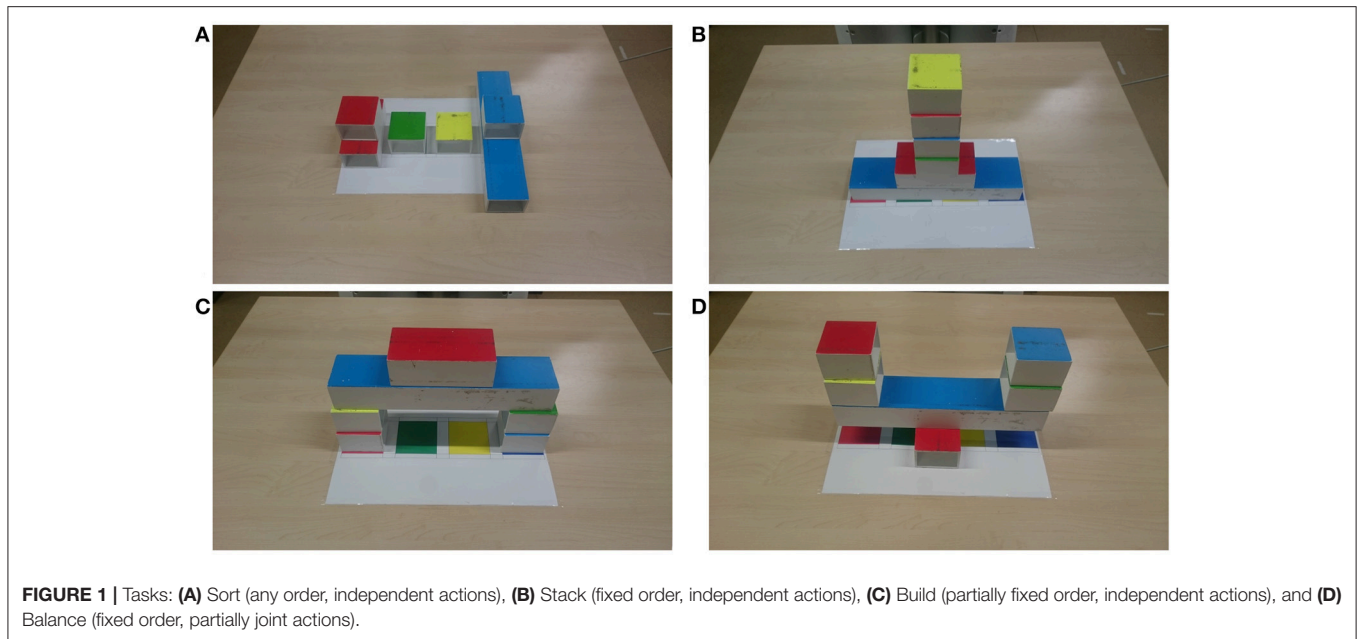 A
B
C
D
FIGURE 1 | Tasks: (A) Sort (any order, independent actions), (B) Stack (fixed order, independent actions), (C) Build (partially fixed order, independent actions), and (D)
Balance (fixed order, partially joint actions).